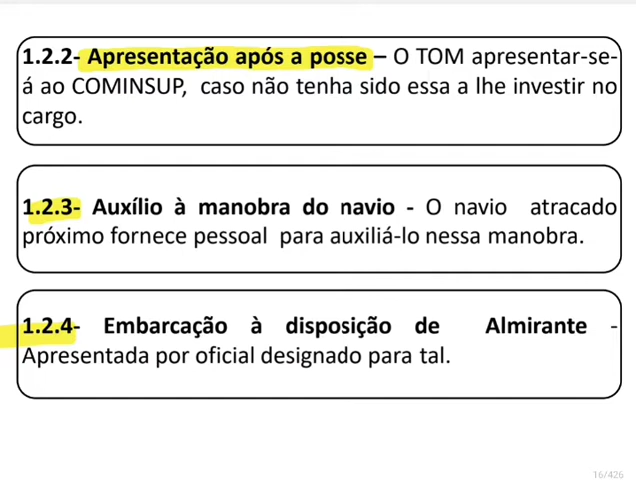 1.2.2- Apresentação após a posse – O TOM apresentar-se-
á ao COMINSUP, caso não tenha sido essa a lhe investir no
cargo.
1.2.3- Auxílio à manobra do navio - O navio atracado
próximo fornece pessoal para auxiliá-lo nessa manobra.
1.2.4- Embarcação à disposição de Almirante -
Apresentada por oficial designado para tal.
16/426